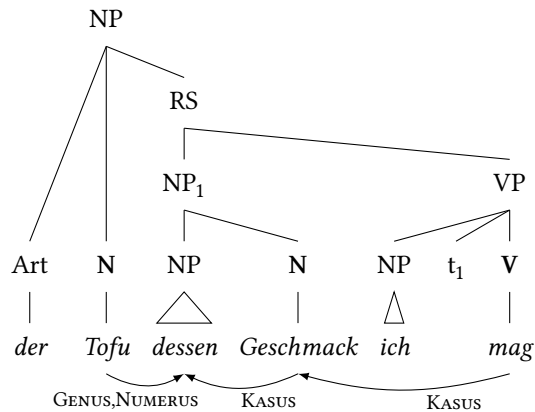 NP
RS
NP₁ VP
Art N NP N NP t₁ V
der Tofu dessen Geschmack ich mag
Genus,Numerus Kasus Kasus